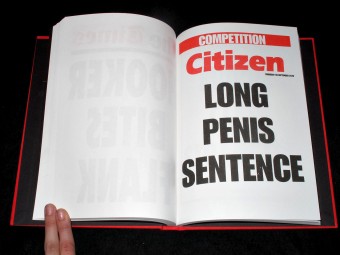 COMPETITION
Citizen
LONG
PENIS
SENTENCE